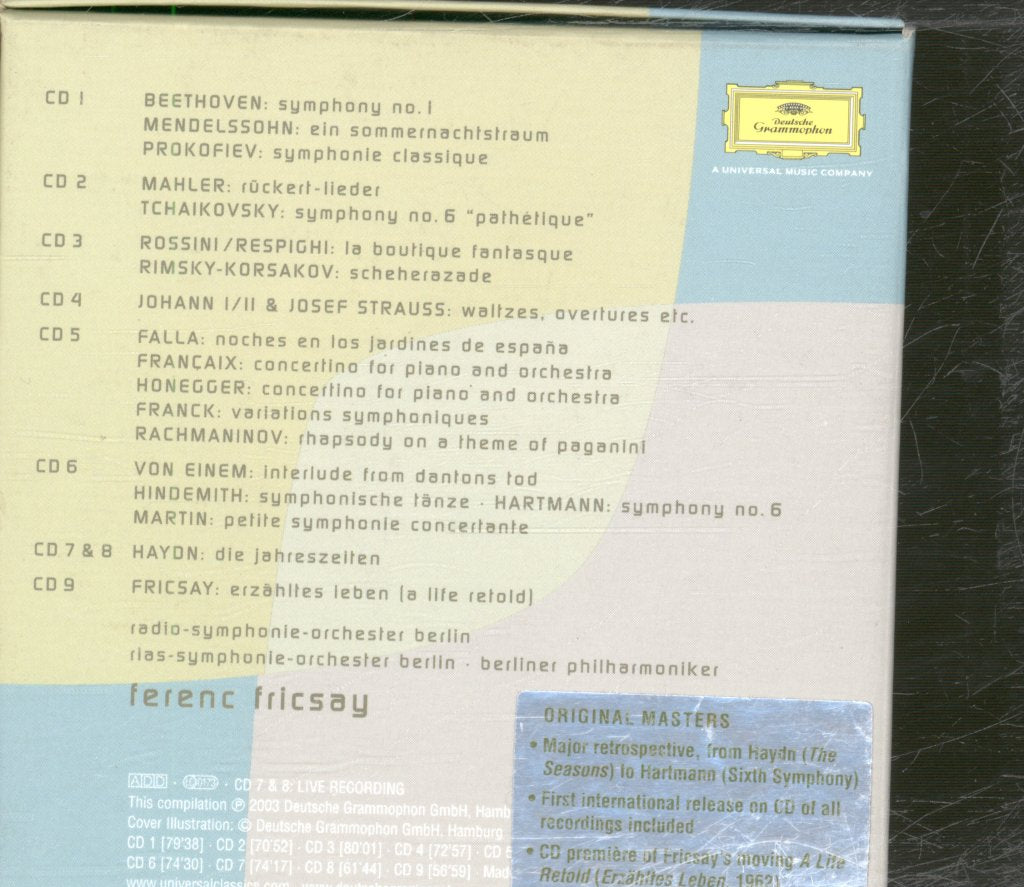 CD 1 BEETHOVEN: symphony no. 1
MENDELSSOHN: ein sommernachtstraum
PROKOFIEV: symphonie classique
CD 2 MAHLER: rückert-lieder
TCHAIKOVSKY: symphony no. 6 "pathétique"
CD 3 ROSSINI/RESPIGHI: la boutique fantasque
RIMSKY-KORSAKOV: scheherazade
CD 4 JOHANN I/II & JOSEF STRAUSS: waltzes, overtures etc.
CD 5 FALLA: noches en los jardines de españa
FRANÇAIX: concertino for piano and orchestra
HONEGGER: concertino for piano and orchestra
FRANCK: variations symphoniques
RACHMANINOV: rhapsody on a theme of paganini
CD 6 VON EINEM: interlude from dantons tod
HINDEMITH: symphonische tänze · HARTMANN: symphony no. 6
MARTIN: petite symphonie concertante
CD 7 & 8 HAYDN: die jahreszeiten
CD 9 FRICSAY: erzähltes leben (a life retold)
radio-symphonie-orchester berlin
rias-symphonie-orchester berlin · berliner philharmoniker
ferenc fricsay
Deutsche
Grammophon
A UNIVERSAL MUSIC COMPANY
ADD · LC 0173 · CD 7 & 8: LIVE RECORDING
This compilation ℗ 2003 Deutsche Grammophon GmbH, Hamb
Cover Illustration: © Deutsche Grammophon GmbH, Hamburg
CD 1 [79'38] · CD 2 [70'52] · CD 3 [80'01] · CD 4 [72'57] · CD
CD 6 [74'30] · CD 7 [74'17] · CD 8 [61'44] · CD 9 [56'59] · Mad
ORIGINAL MASTERS
• Major retrospective, from Haydn (The
Seasons) to Hartmann (Sixth Symphony)
• First international release on CD of all
recordings included
• CD première of Fricsay's moving A Life
Retold (Erzähltes Leben, 1962)